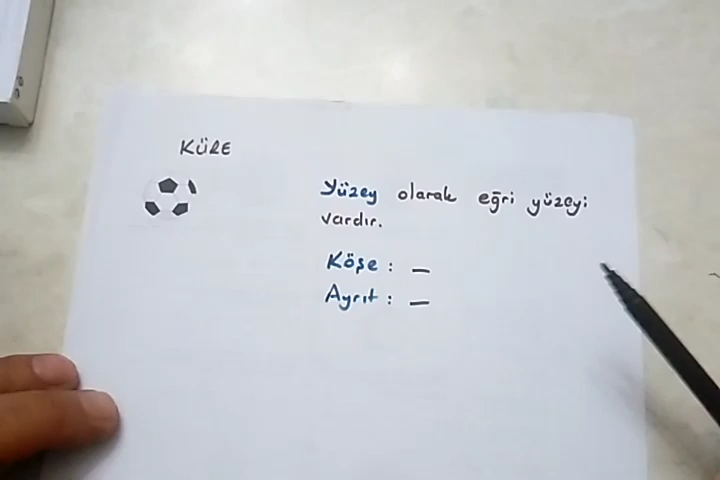 KÜRE
Yüzey olarak eğri yüzeyi
vardır.
Köşe : —
Ayrıt : —